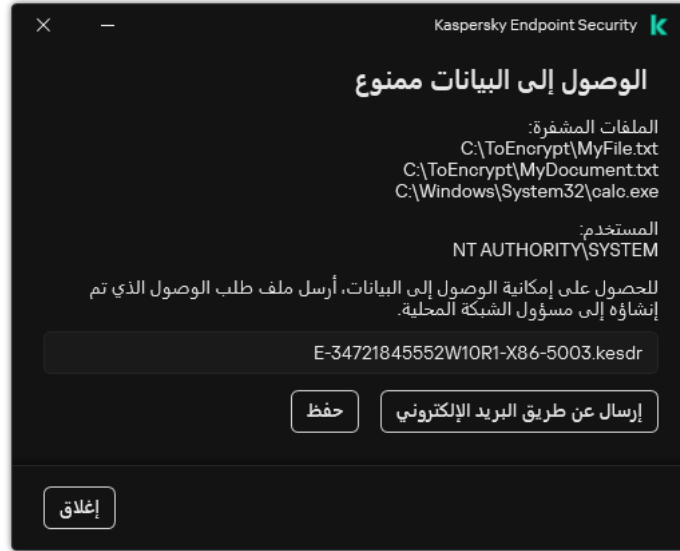 Kaspersky Endpoint Security
الوصول إلى البيانات ممنوع
الملفات المشفرة:
C:\ToEncrypt\MyFile.txt
C:\ToEncrypt\MyDocument.txt
C:\Windows\System32\calc.exe
المستخدم:
NT AUTHORITY\SYSTEM
للحصول على إمكانية الوصول إلى البيانات، أرسل ملف طلب الوصول الذي تم
إنشاؤه إلى مسؤول الشبكة المحلية.
E-34721845552W10R1-X86-5003.kesdr
إرسال عن طريق البريد الإلكتروني
حفظ
إغلاق